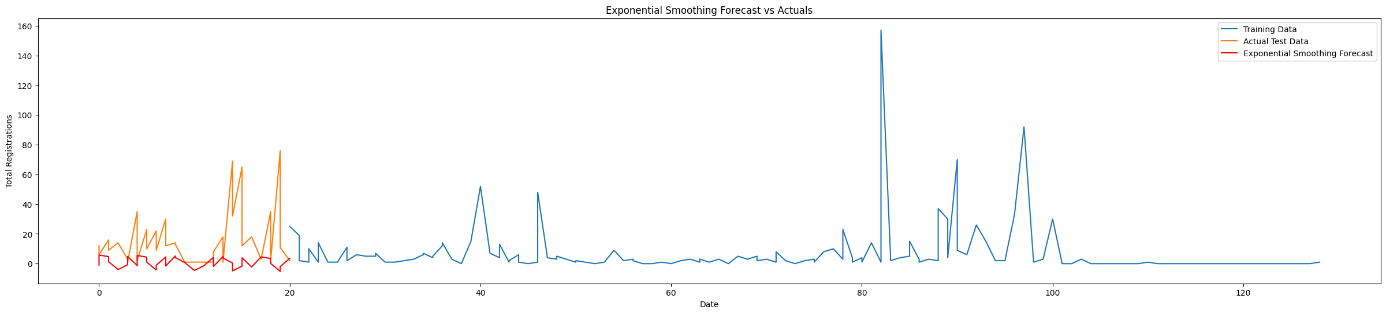 Exponential Smoothing Forecast vs Actuals
Training Data
Actual Test Data
Exponential Smoothing Forecast
Total Registrations
160
140
120
100
80
60
40
20
0
0 20 40 60 80 100 120
Date